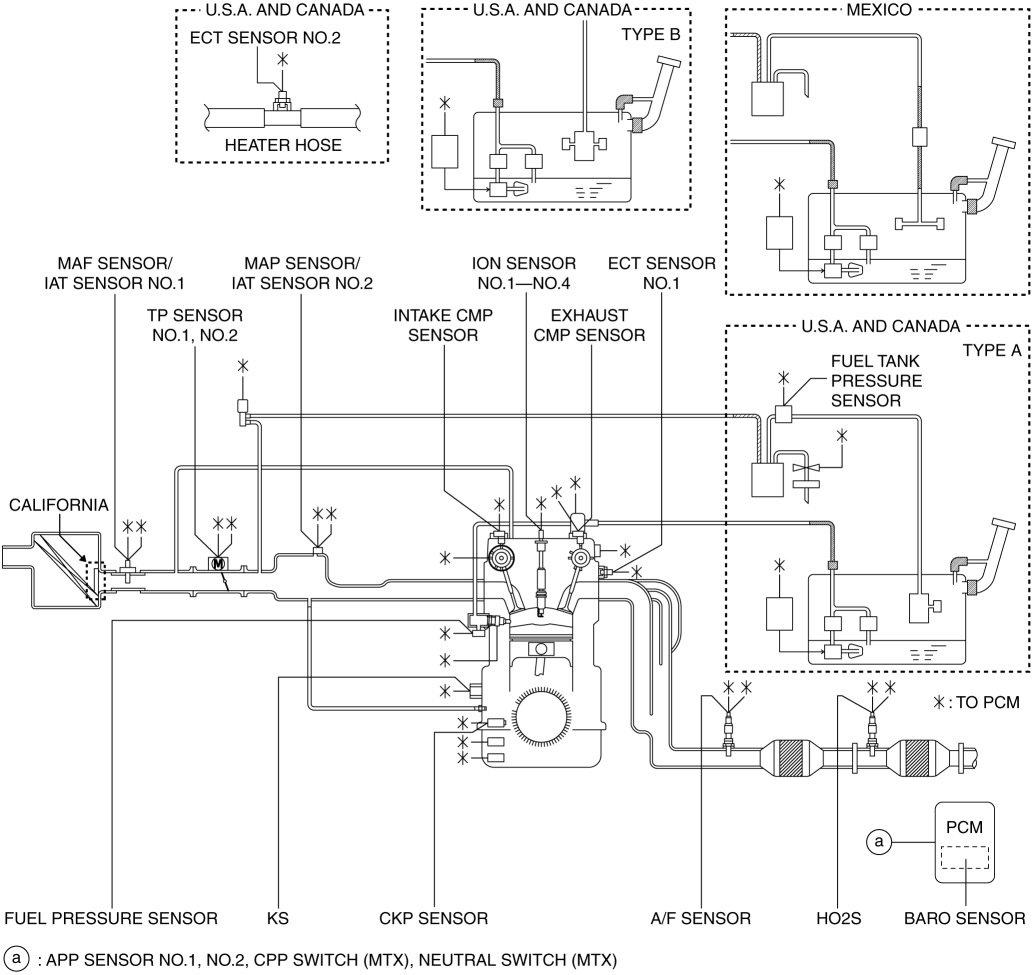 U.S.A. AND CANADA
ECT SENSOR NO.2
HEATER HOSE
U.S.A. AND CANADA
TYPE B
MEXICO
MAF SENSOR/
IAT SENSOR NO.1
MAP SENSOR/
IAT SENSOR NO.2
ION SENSOR
NO.1—NO.4
ECT SENSOR
NO.1
TP SENSOR
NO.1, NO.2
INTAKE CMP
SENSOR
EXHAUST
CMP SENSOR
U.S.A. AND CANADA
TYPE A
FUEL TANK
PRESSURE
SENSOR
CALIFORNIA
M
* : TO PCM
PCM
a
FUEL PRESSURE SENSOR
KS
CKP SENSOR
A/F SENSOR
HO2S
BARO SENSOR
a : APP SENSOR NO.1, NO.2, CPP SWITCH (MTX), NEUTRAL SWITCH (MTX)